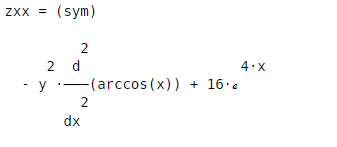 zxx = (sym)
2
2 d 4⋅x
- y ⋅───(arccos(x)) + 16⋅ℯ
2
dx